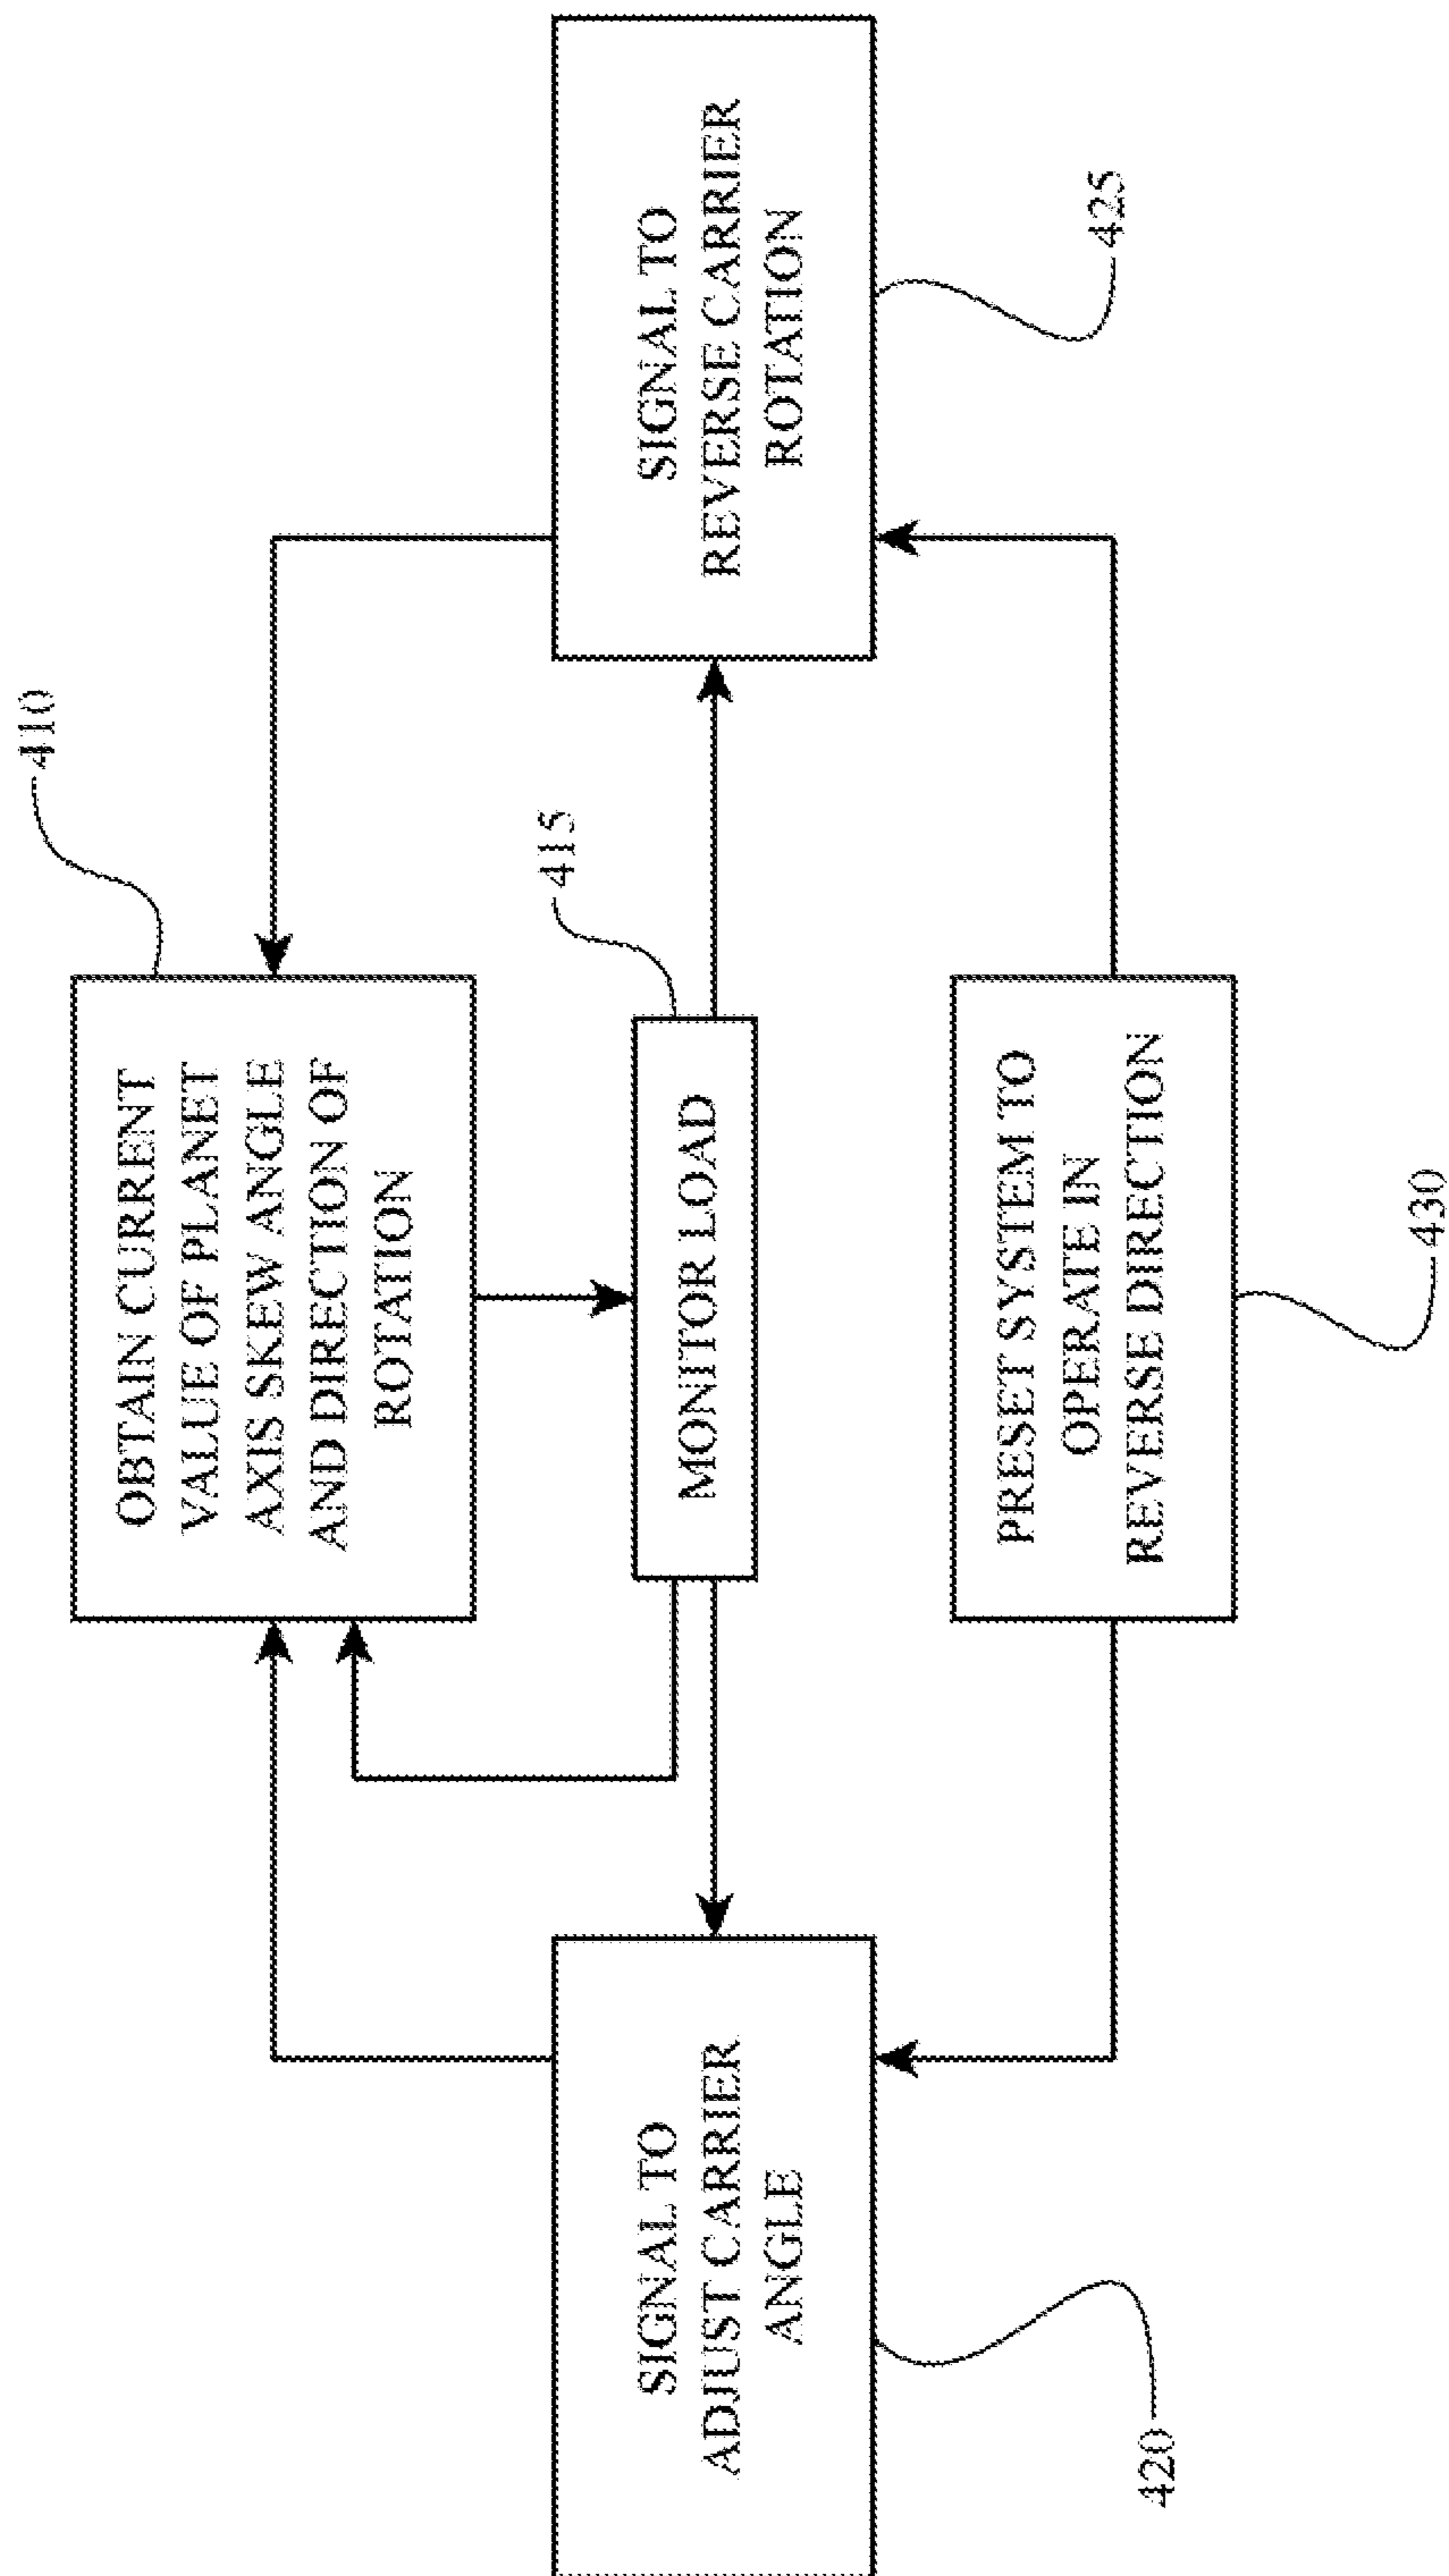 OBTAIN CURRENT
VALUE OF PLANET
AXIS SKEW ANGLE
AND DIRECTION OF
ROTATION
410
MONITOR LOAD
415
SIGNAL TO
ADJUST CARRIER
ANGLE
420
SIGNAL TO
REVERSE CARRIER
ROTATION
425
PRESET SYSTEM TO
OPERATE IN
REVERSE DIRECTION
430